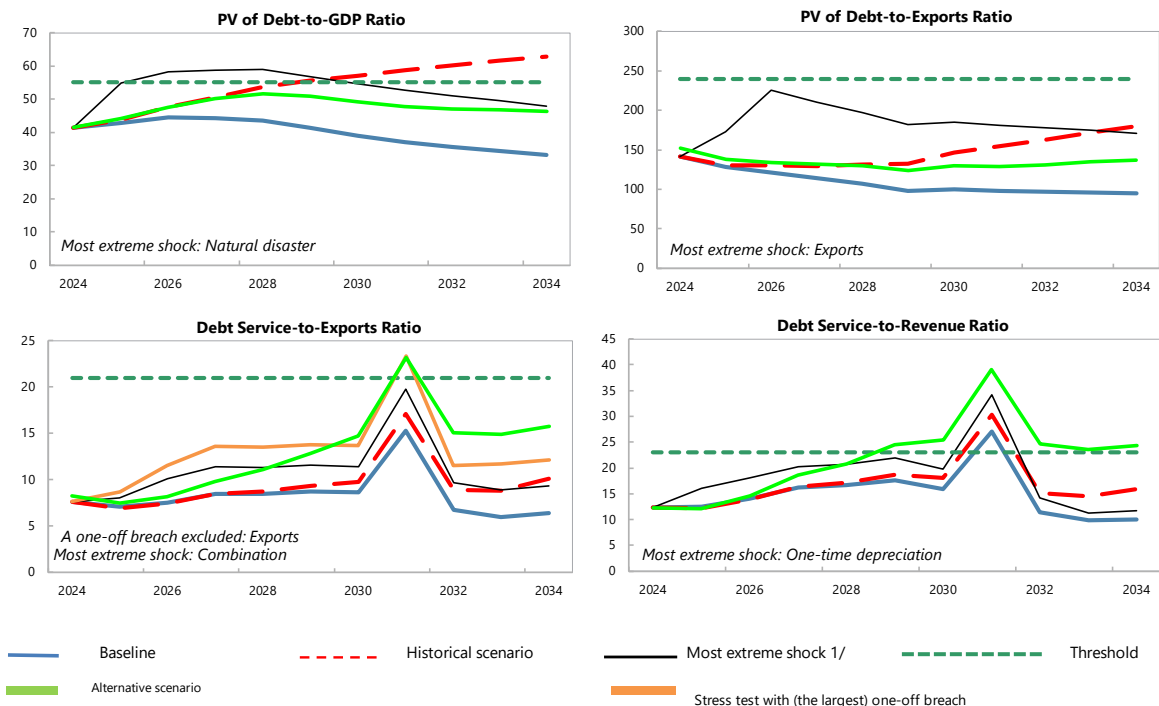 PV of Debt-to-GDP Ratio
70
60
50
40
30
20
10
0
Most extreme shock: Natural disaster
2024 2026 2028 2030 2032 2034
PV of Debt-to-Exports Ratio
300
250
200
150
100
50
0
Most extreme shock: Exports
2024 2026 2028 2030 2032 2034
Debt Service-to-Exports Ratio
25
20
15
10
5
0
A one-off breach excluded: Exports
Most extreme shock: Combination
2024 2026 2028 2030 2032 2034
Debt Service-to-Revenue Ratio
45
40
35
30
25
20
15
10
5
0
Most extreme shock: One-time depreciation
2024 2026 2028 2030 2032 2034
Baseline Historical scenario Most extreme shock 1/ Threshold
Alternative scenario Stress test with (the largest) one-off breach